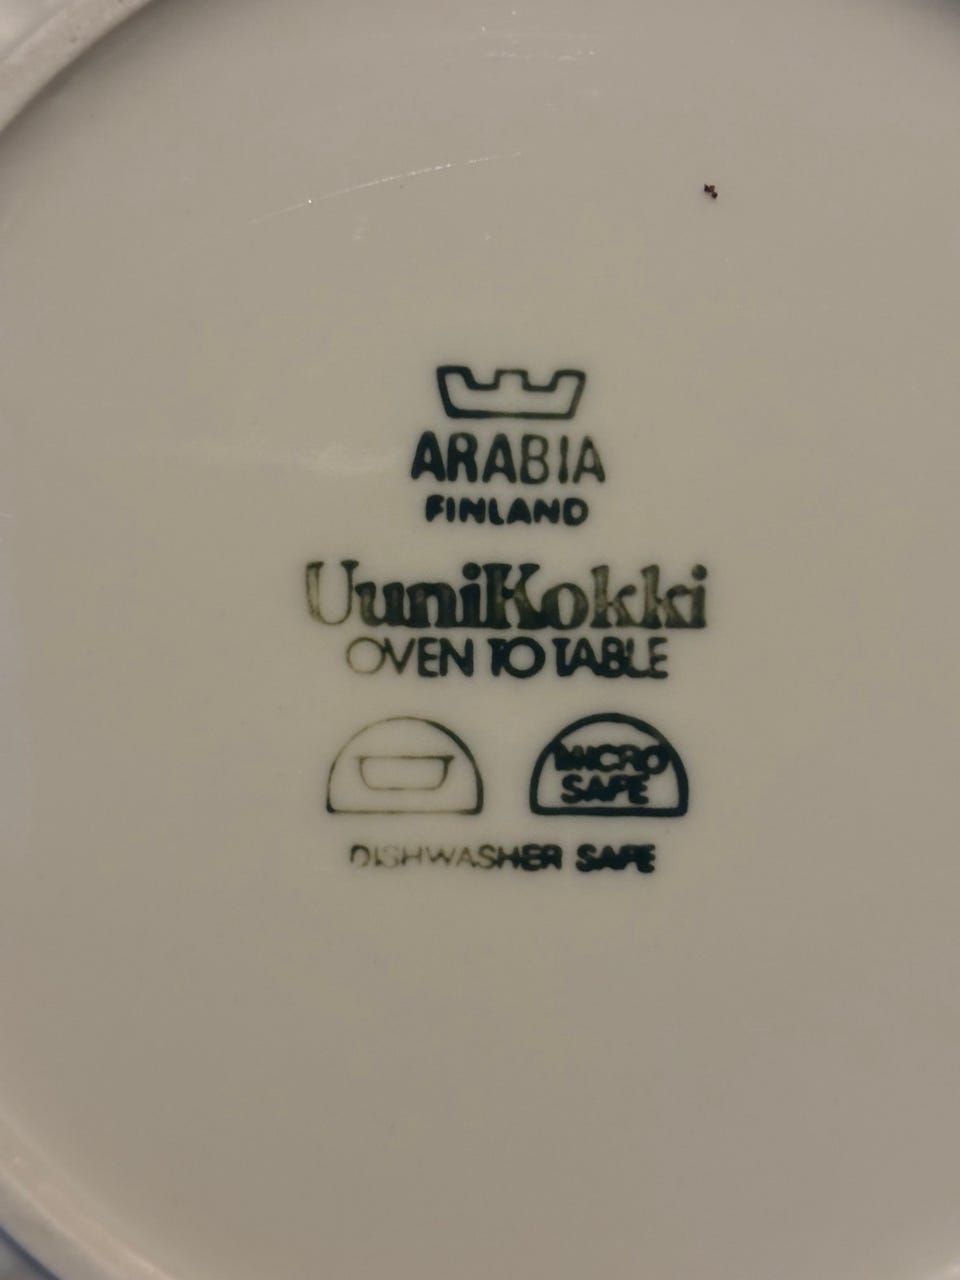 ARABIA
FINLAND
UuniKokki
OVEN TO TABLE
MICRO
SAFE
DISHWASHER SAFE